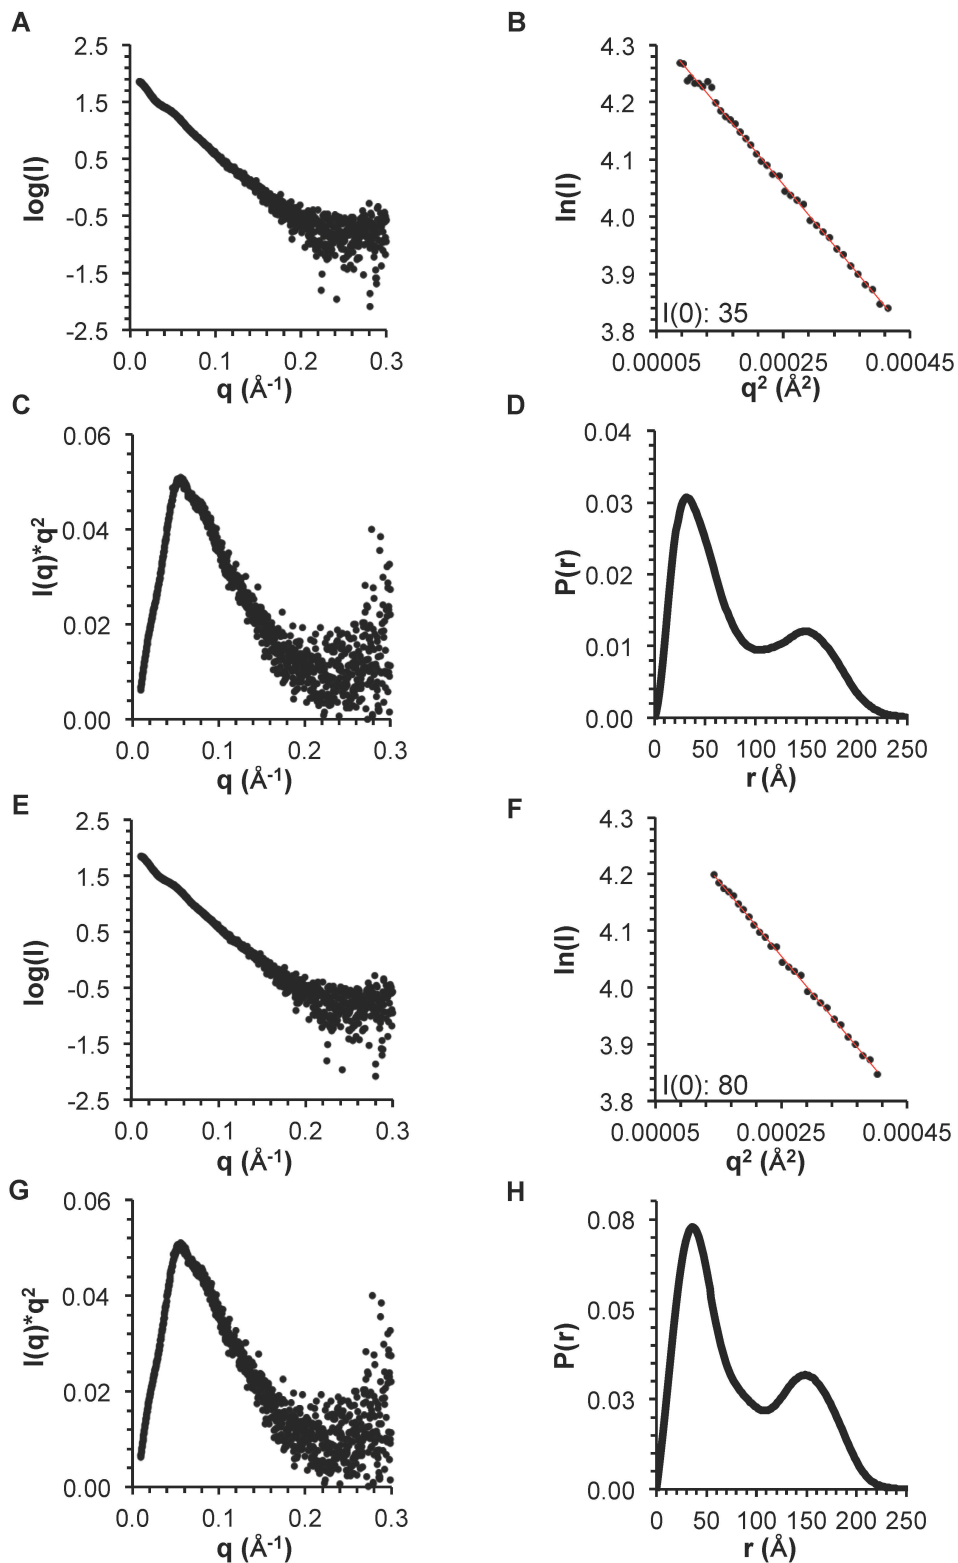 A
2.5
1.5
0.5
-0.5
-1.5
-2.5
log(I)
0.0 0.1 0.2 0.3
q (Å-1)
B
4.3
4.2
4.1
4.0
3.9
3.8
ln(I)
I(0): 35
0.00005 0.00025 0.00045
q2 (Å2)
C
0.06
0.04
0.02
0.00
I(q)*q2
0.0 0.1 0.2 0.3
q (Å-1)
D
0.04
0.03
0.02
0.01
0.00
P(r)
0 50 100 150 200 250
r (Å)
E
2.5
1.5
0.5
-0.5
-1.5
-2.5
log(I)
0.0 0.1 0.2 0.3
q (Å-1)
F
4.3
4.2
4.1
4.0
3.9
3.8
ln(I)
I(0): 80
0.00005 0.00025 0.00045
q2 (Å2)
G
0.06
0.04
0.02
0.00
I(q)*q2
0.0 0.1 0.2 0.3
q (Å-1)
H
0.08
0.05
0.03
0.00
P(r)
0 50 100 150 200 250
r (Å)